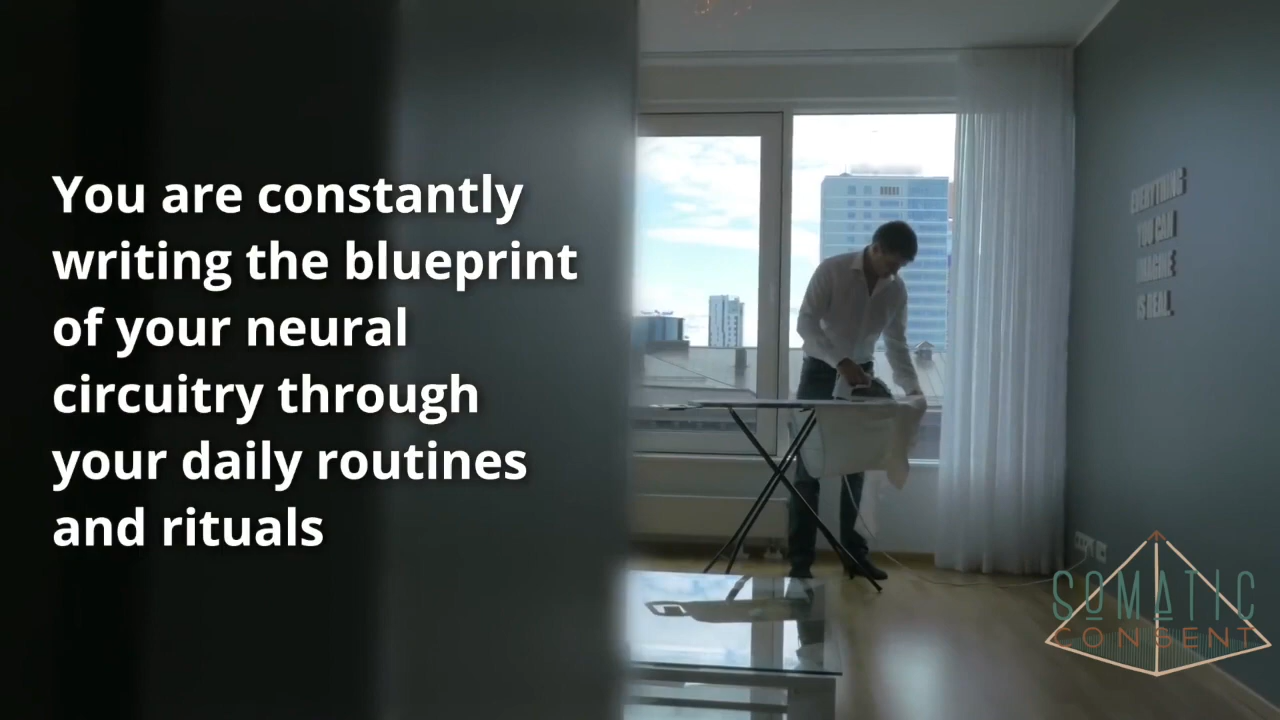 You are constantly
writing the blueprint
of your neural
circuitry through
your daily routines
and rituals
EVERYTHING
YOU CAN
IMAGINE
IS REAL.
SOMATIC
CONSENT